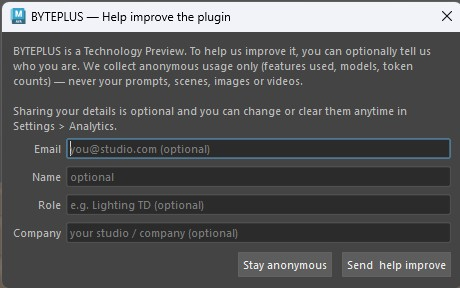 BYTEPLUS — Help improve the plugin
BYTEPLUS is a Technology Preview. To help us improve it, you can optionally tell us
who you are. We collect anonymous usage only (features used, models, token
counts) — never your prompts, scenes, images or videos.
Sharing your details is optional and you can change or clear them anytime in
Settings > Analytics.
Email you@studio.com (optional)
Name optional
Role e.g. Lighting TD (optional)
Company your studio / company (optional)
Stay anonymous Send help improve